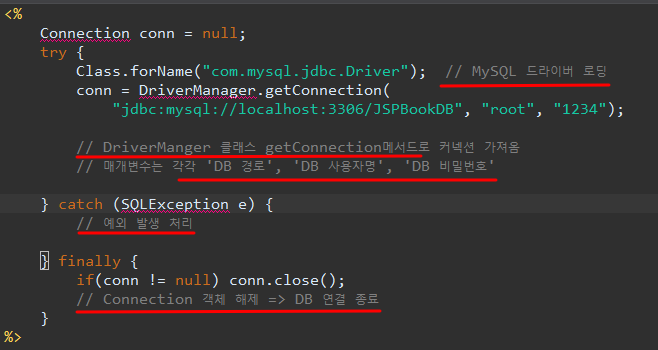 <%
Connection conn = null;
try {
Class.forName("com.mysql.jdbc.Driver"); // MySQL 드라이버 로딩
conn = DriverManager.getConnection(
"jdbc:mysql://localhost:3306/JSPBookDB", "root", "1234");
// DriverManger 클래스 getConnection메서드로 커넥션 가져옴
// 매개변수는 각각 'DB 경로', 'DB 사용자명', 'DB 비밀번호'
} catch (SQLException e) {
// 예외 발생 처리
} finally {
if(conn != null) conn.close();
// Connection 객제 해제 => DB 연결 종료
}
%>